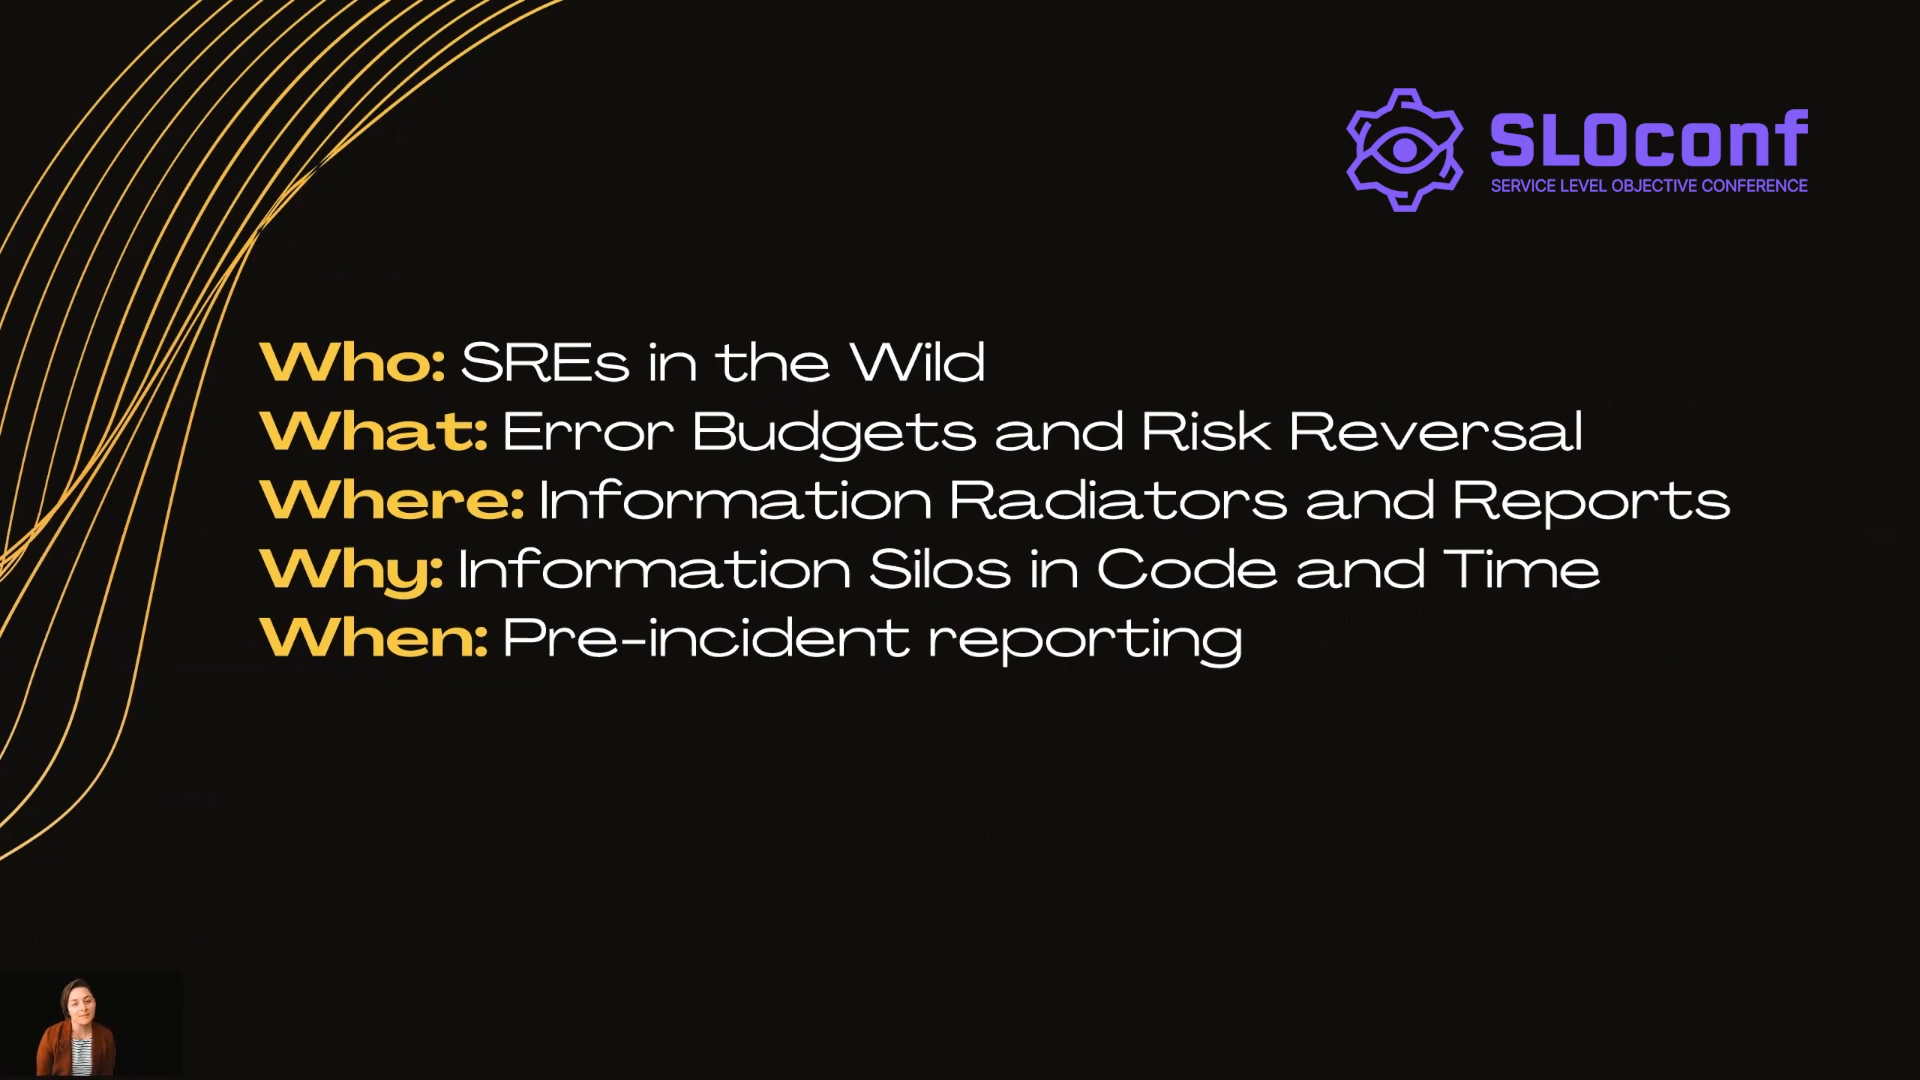 SLOconf
SERVICE LEVEL OBJECTIVE CONFERENCE
Who: SREs in the Wild
What: Error Budgets and Risk Reversal
Where: Information Radiators and Reports
Why: Information Silos in Code and Time
When: Pre-incident reporting